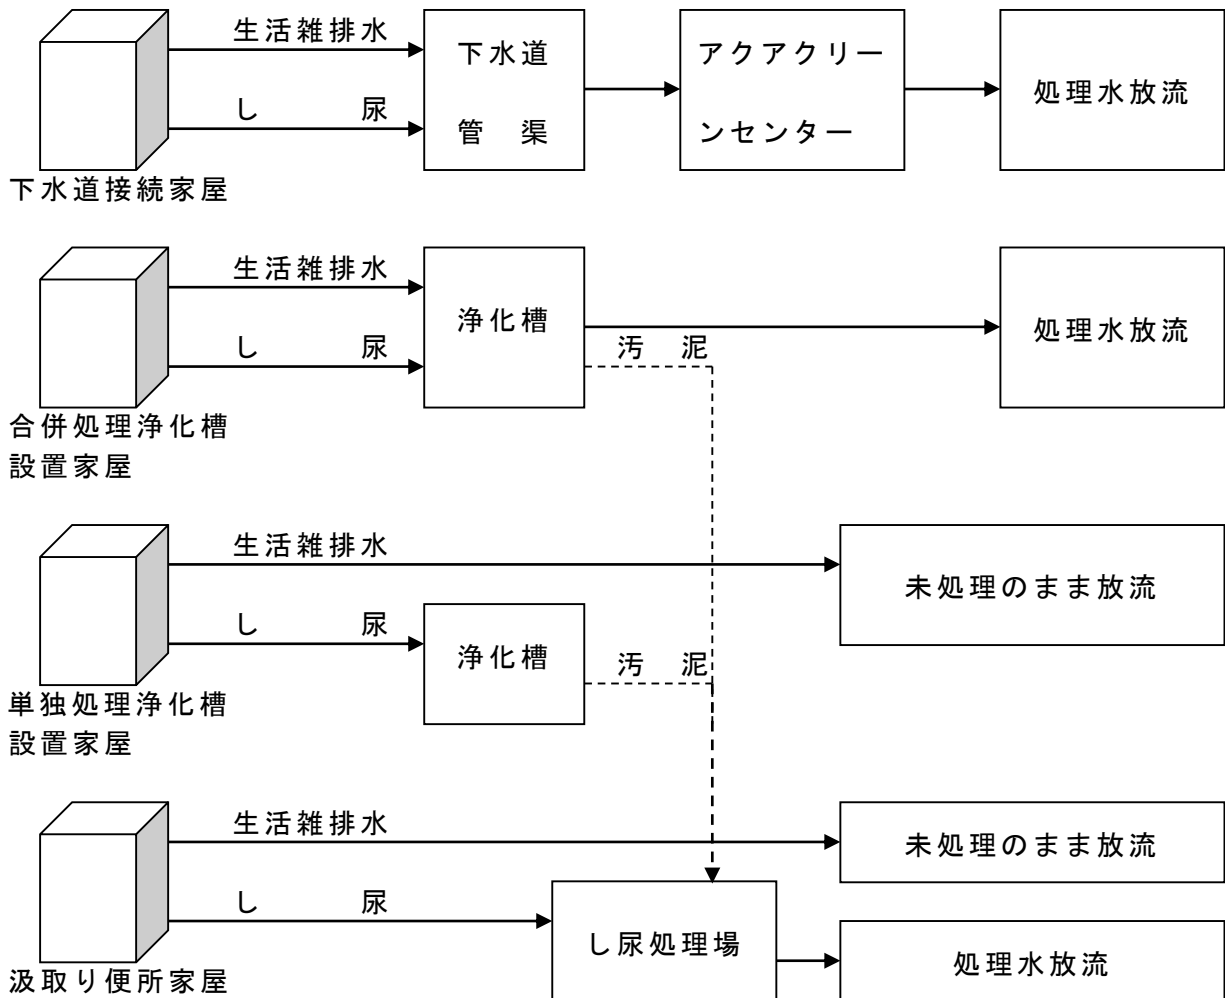 生活雑排水
し尿
下水道
管渠
アクアクリー
ンセンター
処理水放流
下水道接続家屋
生活雑排水
し尿
浄化槽
汚泥
処理水放流
合併処理浄化槽
設置家屋
生活雑排水
未処理のまま放流
し尿
浄化槽
汚泥
単独処理浄化槽
設置家屋
生活雑排水
未処理のまま放流
し尿
し尿処理場
処理水放流
汲取り便所家屋